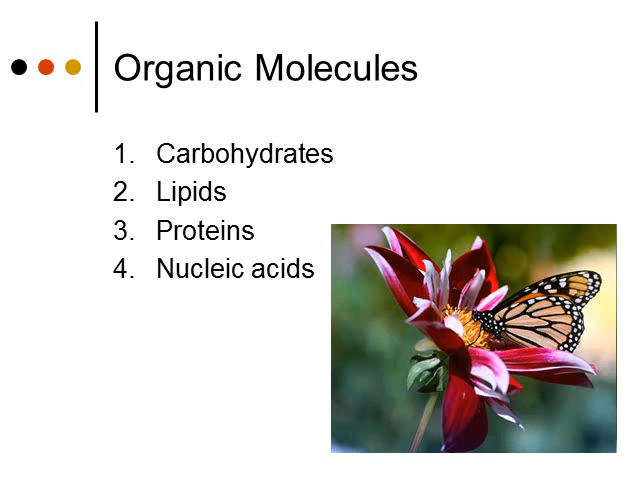 Organic Molecules
1. Carbohydrates
2. Lipids
3. Proteins
4. Nucleic acids